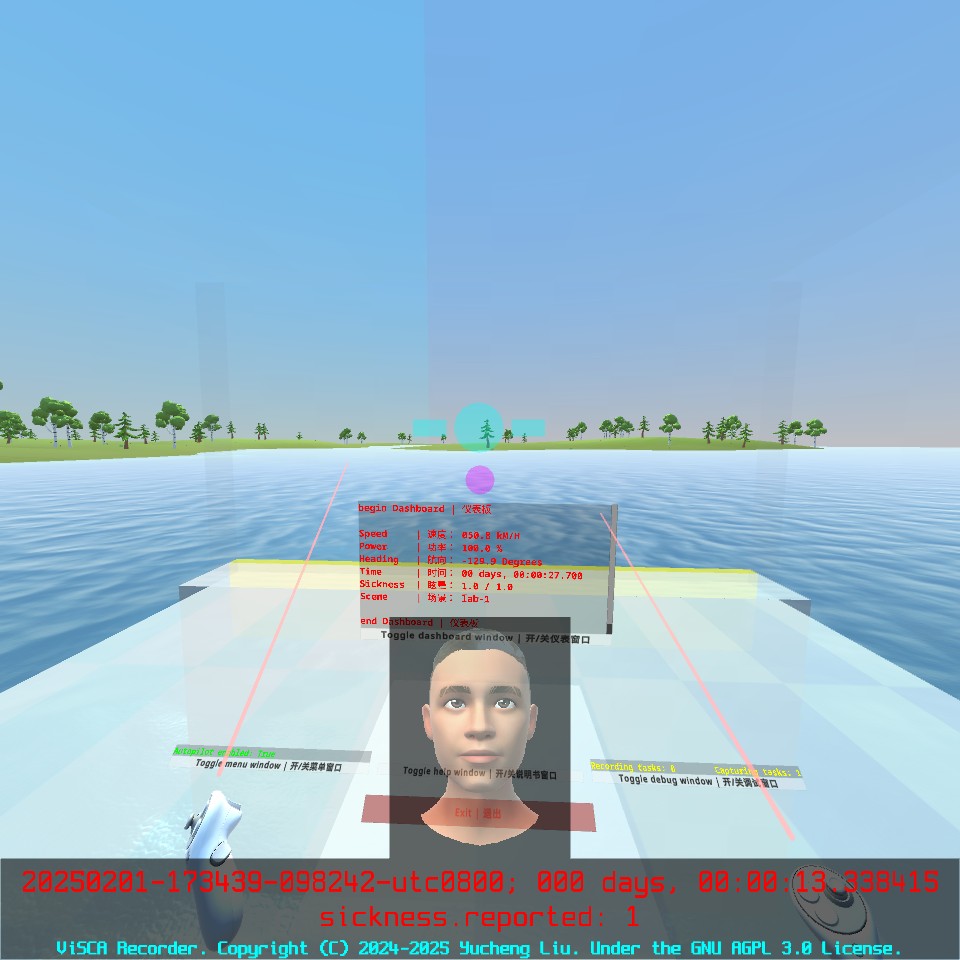 begin Dashboard | 仪表板
Speed | 速度： 050.8 kM/H
Power | 功率： 100.0 %
Heading | 航向： -129.9 Degrees
Time | 时间： 00 days, 00:00:27.700
Sickness | 眩晕： 1.0 / 1.0
Scene | 场景： lab-1
end Dashboard | 仪表板
Toggle dashboard window | 开/关仪表窗口
Autopilot enabled: True
Toggle menu window | 开/关菜单窗口
Toggle help window | 开/关说明书窗口
Recording tasks: 0 Capturing tasks: 1
Toggle debug window | 开/关调试窗口
Exit | 退出
20250201-173439-098242-utc0800; 000 days, 00:00:13.338415
sickness.reported: 1
ViSCA Recorder. Copyright (C) 2024-2025 Yucheng Liu. Under the GNU AGPL 3.0 License.